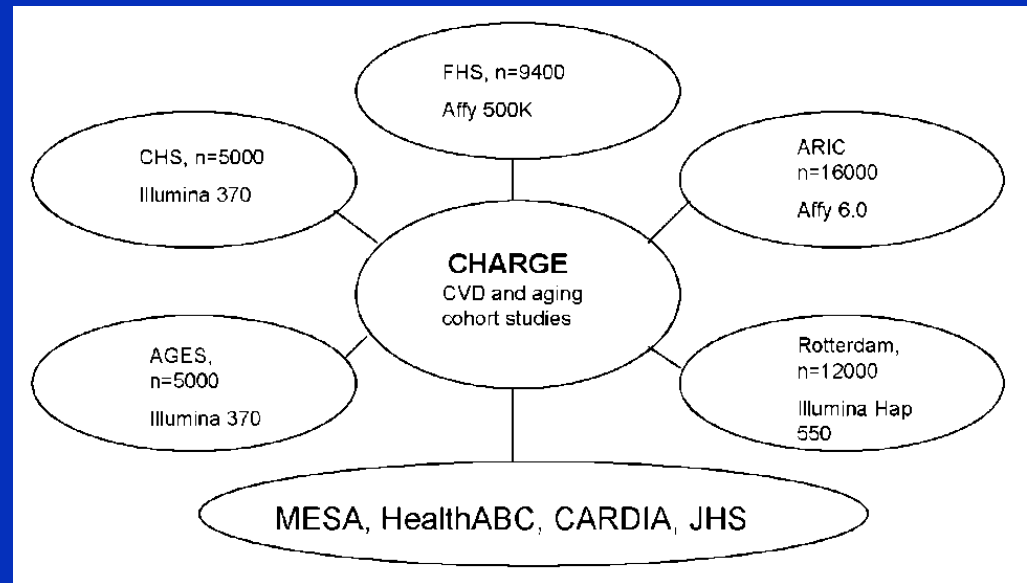 FHS, n=9400
Affy 500K
CHS, n=5000
Illumina 370
ARIC
n=16000
Affy 6.0
CHARGE
CVD and aging
cohort studies
AGES,
n=5000
Illumina 370
Rotterdam,
n=12000
Illumina Hap
550
MESA, HealthABC, CARDIA, JHS